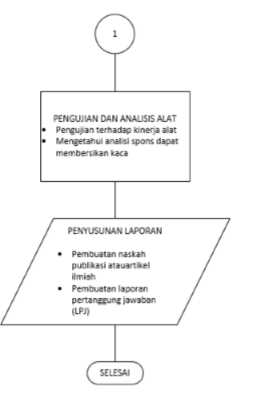 1
PENGUJIAN DAN ANALISIS ALAT
• Pengujian terhadap kinerja alat
• Mengetahui analisi spons dapat
membersikan kaca
PENYUSUNAN LAPORAN
• Pembuatan naskah
publikasi atauartikel
ilmiah
• Pembuatan laporan
pertanggung jawaban
(LPJ)
SELESAI